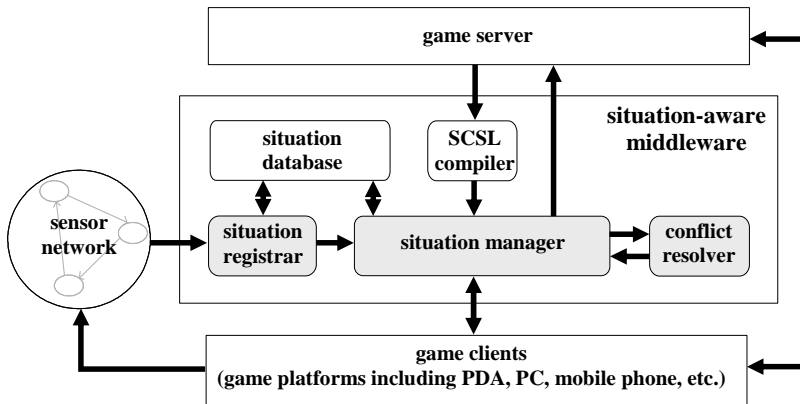 game server
situation-aware
middleware
situation
database
SCSL
compiler
sensor
network
situation
registrar
situation manager
conflict
resolver
game clients
(game platforms including PDA, PC, mobile phone, etc.)